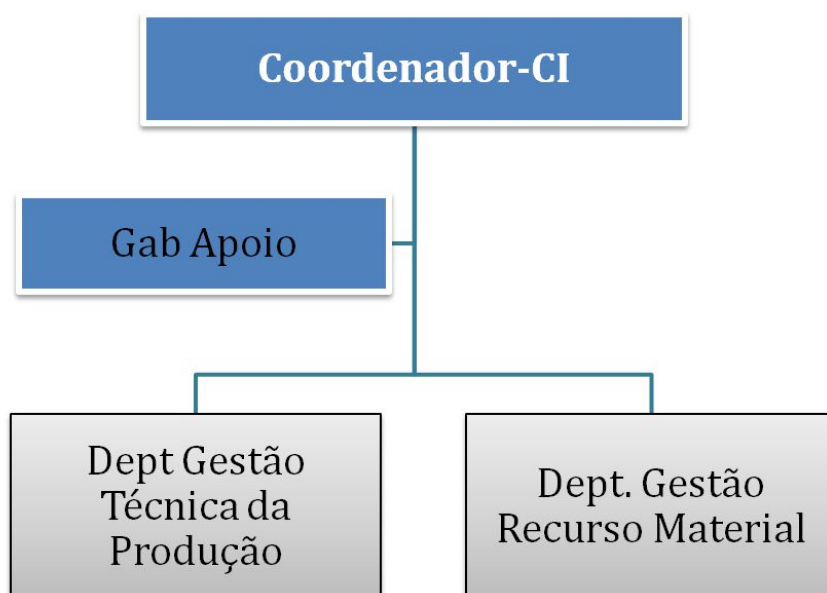 Coordenador-CI
Gab Apoio
Dept Gestão
Técnica da
Produção
Dept. Gestão
Recurso Material